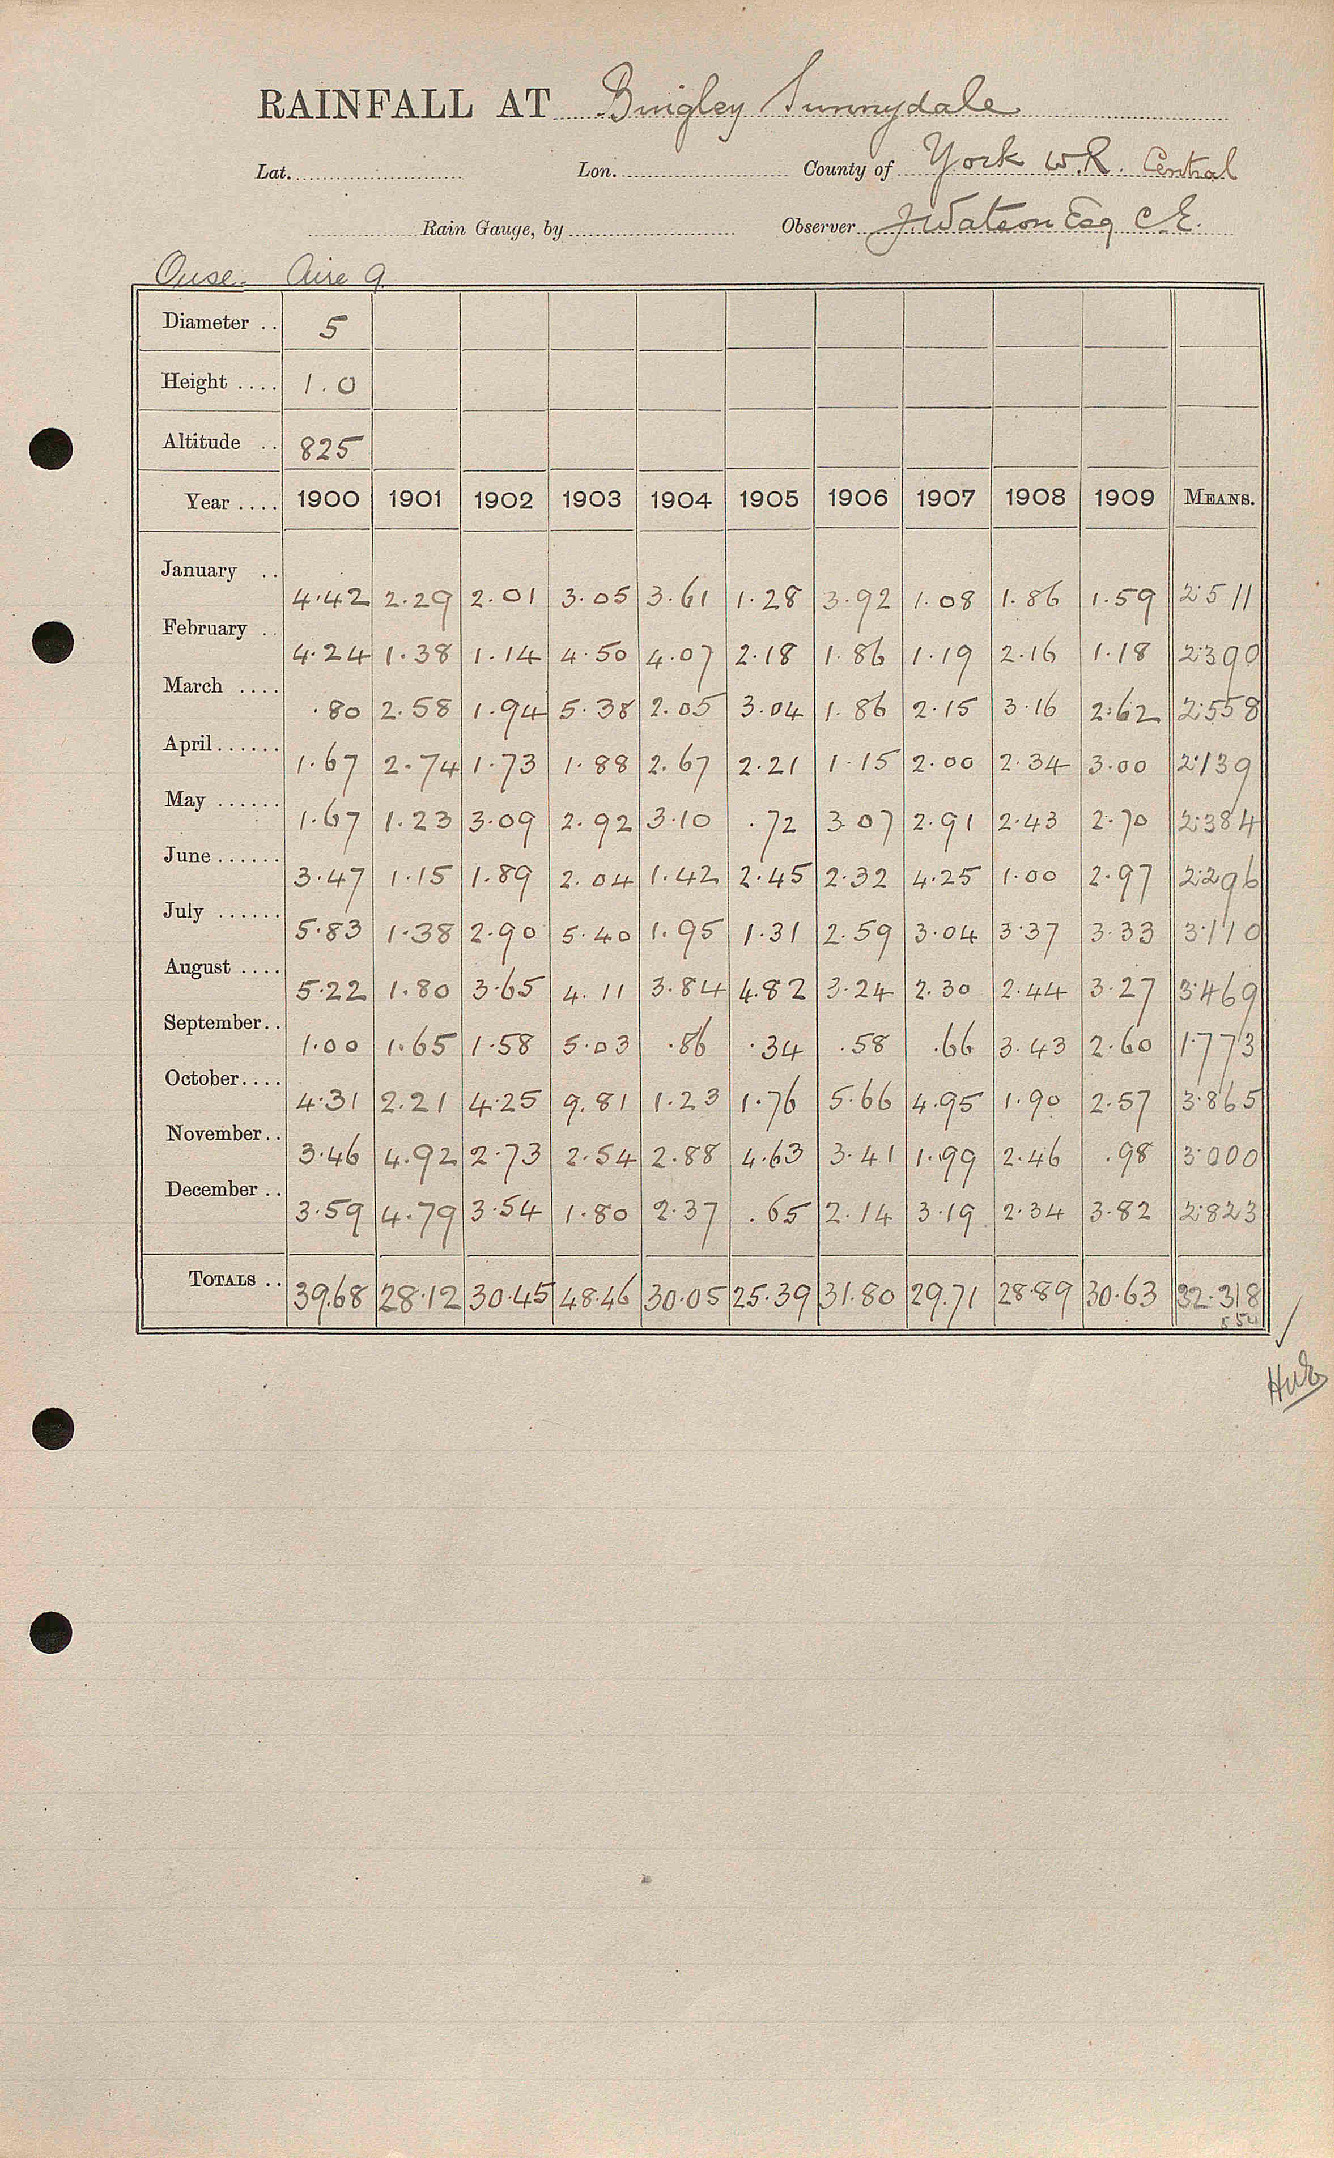 RAINFALL AT Bingley Sunnydale
Lat. Lon. County of York W.R. Central
Rain Gauge, by Observer J. Watson Esq C.E.
Ouse. Aire 9.
Diameter .. 5
Height .... 1.0
Altitude .. 825
Year .... 1900 1901 1902 1903 1904 1905 1906 1907 1908 1909 MEANS.
January .. 4.42 2.29 2.01 3.05 3.61 1.28 3.92 1.08 1.86 1.59 2.511
February .. 4.24 1.38 1.14 4.50 4.07 2.18 1.86 1.19 2.16 1.18 2.390
March .... .80 2.58 1.94 5.38 2.05 3.04 1.86 2.15 3.16 2.62 2.558
April ...... 1.67 2.74 1.73 1.88 2.67 2.21 1.15 2.00 2.34 3.00 2.139
May ...... 1.67 1.23 3.09 2.92 3.10 .72 3.07 2.91 2.43 2.70 2.384
June ...... 3.47 1.15 1.89 2.04 1.42 2.45 2.32 4.25 1.00 2.97 2.296
July ...... 5.83 1.38 2.90 5.40 1.95 1.31 2.59 3.04 3.37 3.33 3.110
August .... 5.22 1.80 3.65 4.11 3.84 4.82 3.24 2.30 2.44 3.27 3.469
September .. 1.00 1.65 1.58 5.03 .86 .34 .58 .66 3.43 2.60 1.773
October .... 4.31 2.21 4.25 9.81 1.23 1.76 5.66 4.95 1.90 2.57 3.865
November .. 3.46 4.92 2.73 2.54 2.88 4.63 3.41 1.99 2.46 .98 3.000
December .. 3.59 4.79 3.54 1.80 2.37 .65 2.14 3.19 2.34 3.82 2.823
TOTALS .. 39.68 28.12 30.45 48.46 30.05 25.39 31.80 29.71 28.89 30.63 32.318